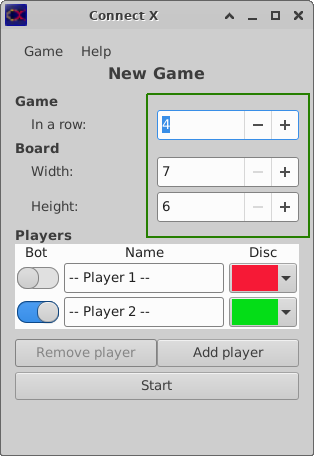 Connect X
Game Help
New Game
Game
In a row: 4
Board
Width: 7
Height: 6
Players
Bot Name Disc
-- Player 1 --
-- Player 2 --
Remove player Add player
Start